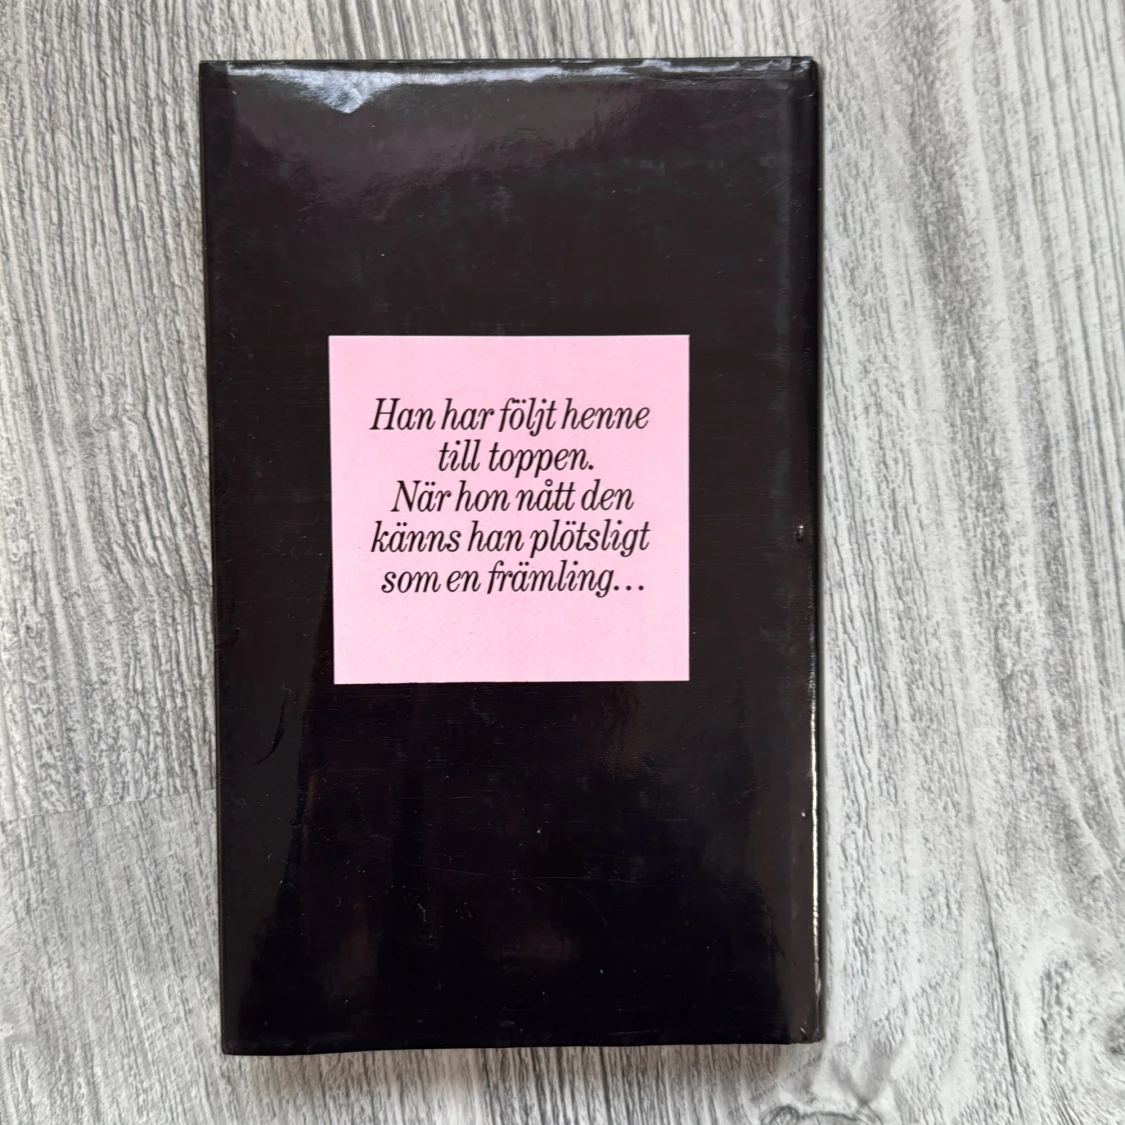 Han har följt henne
till toppen.
När hon nått den
känns han plötsligt
som en främling...